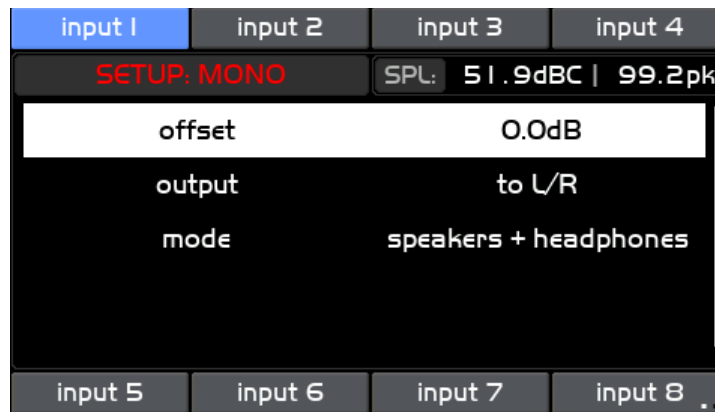 input 1 input 2 input 3 input 4
SETUP: MONO SPL: 51.9dBC | 99.2pk
offset 0.0dB
output to L/R
mode speakers + headphones
input 5 input 6 input 7 input 8